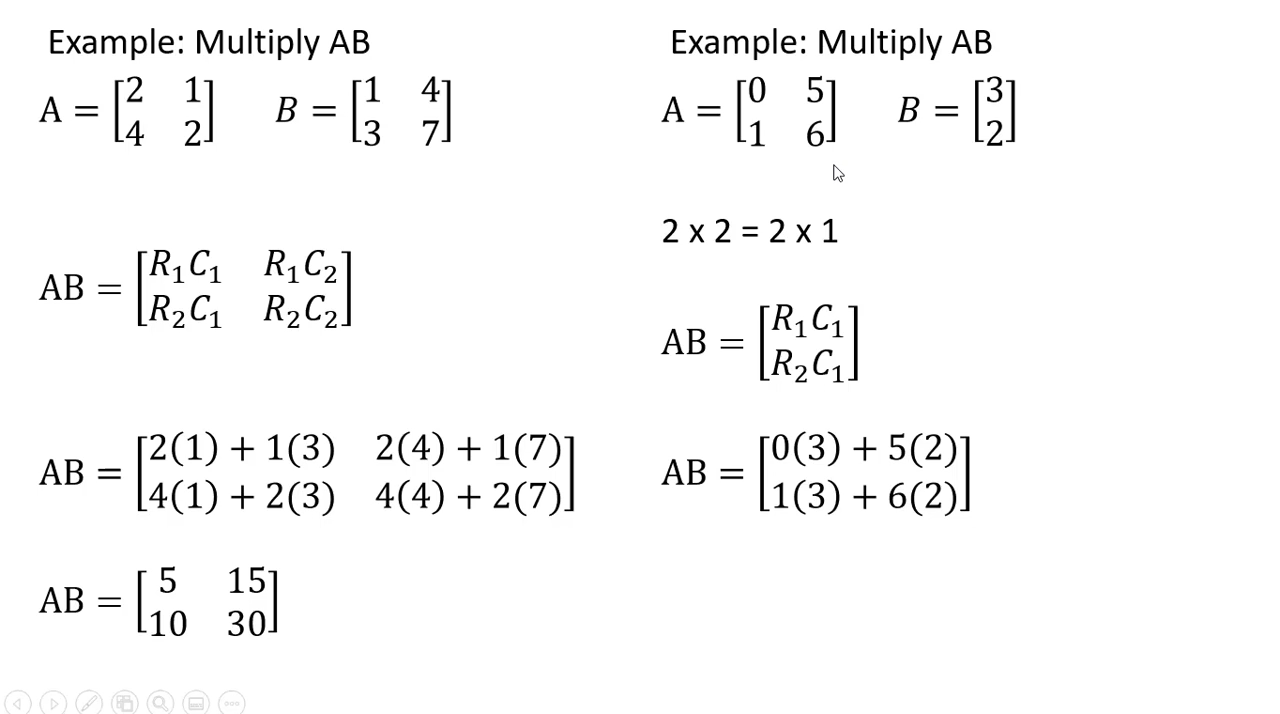 Example: Multiply AB
A = [2 1
4 2] B = [1 4
3 7]
AB = [R₁C₁ R₁C₂
R₂C₁ R₂C₂]
AB = [2(1) + 1(3) 2(4) + 1(7)
4(1) + 2(3) 4(4) + 2(7)]
AB = [5 15
10 30]
Example: Multiply AB
A = [0 5
1 6] B = [3
2]
2 x 2 = 2 x 1
AB = [R₁C₁
R₂C₁]
AB = [0(3) + 5(2)
1(3) + 6(2)]